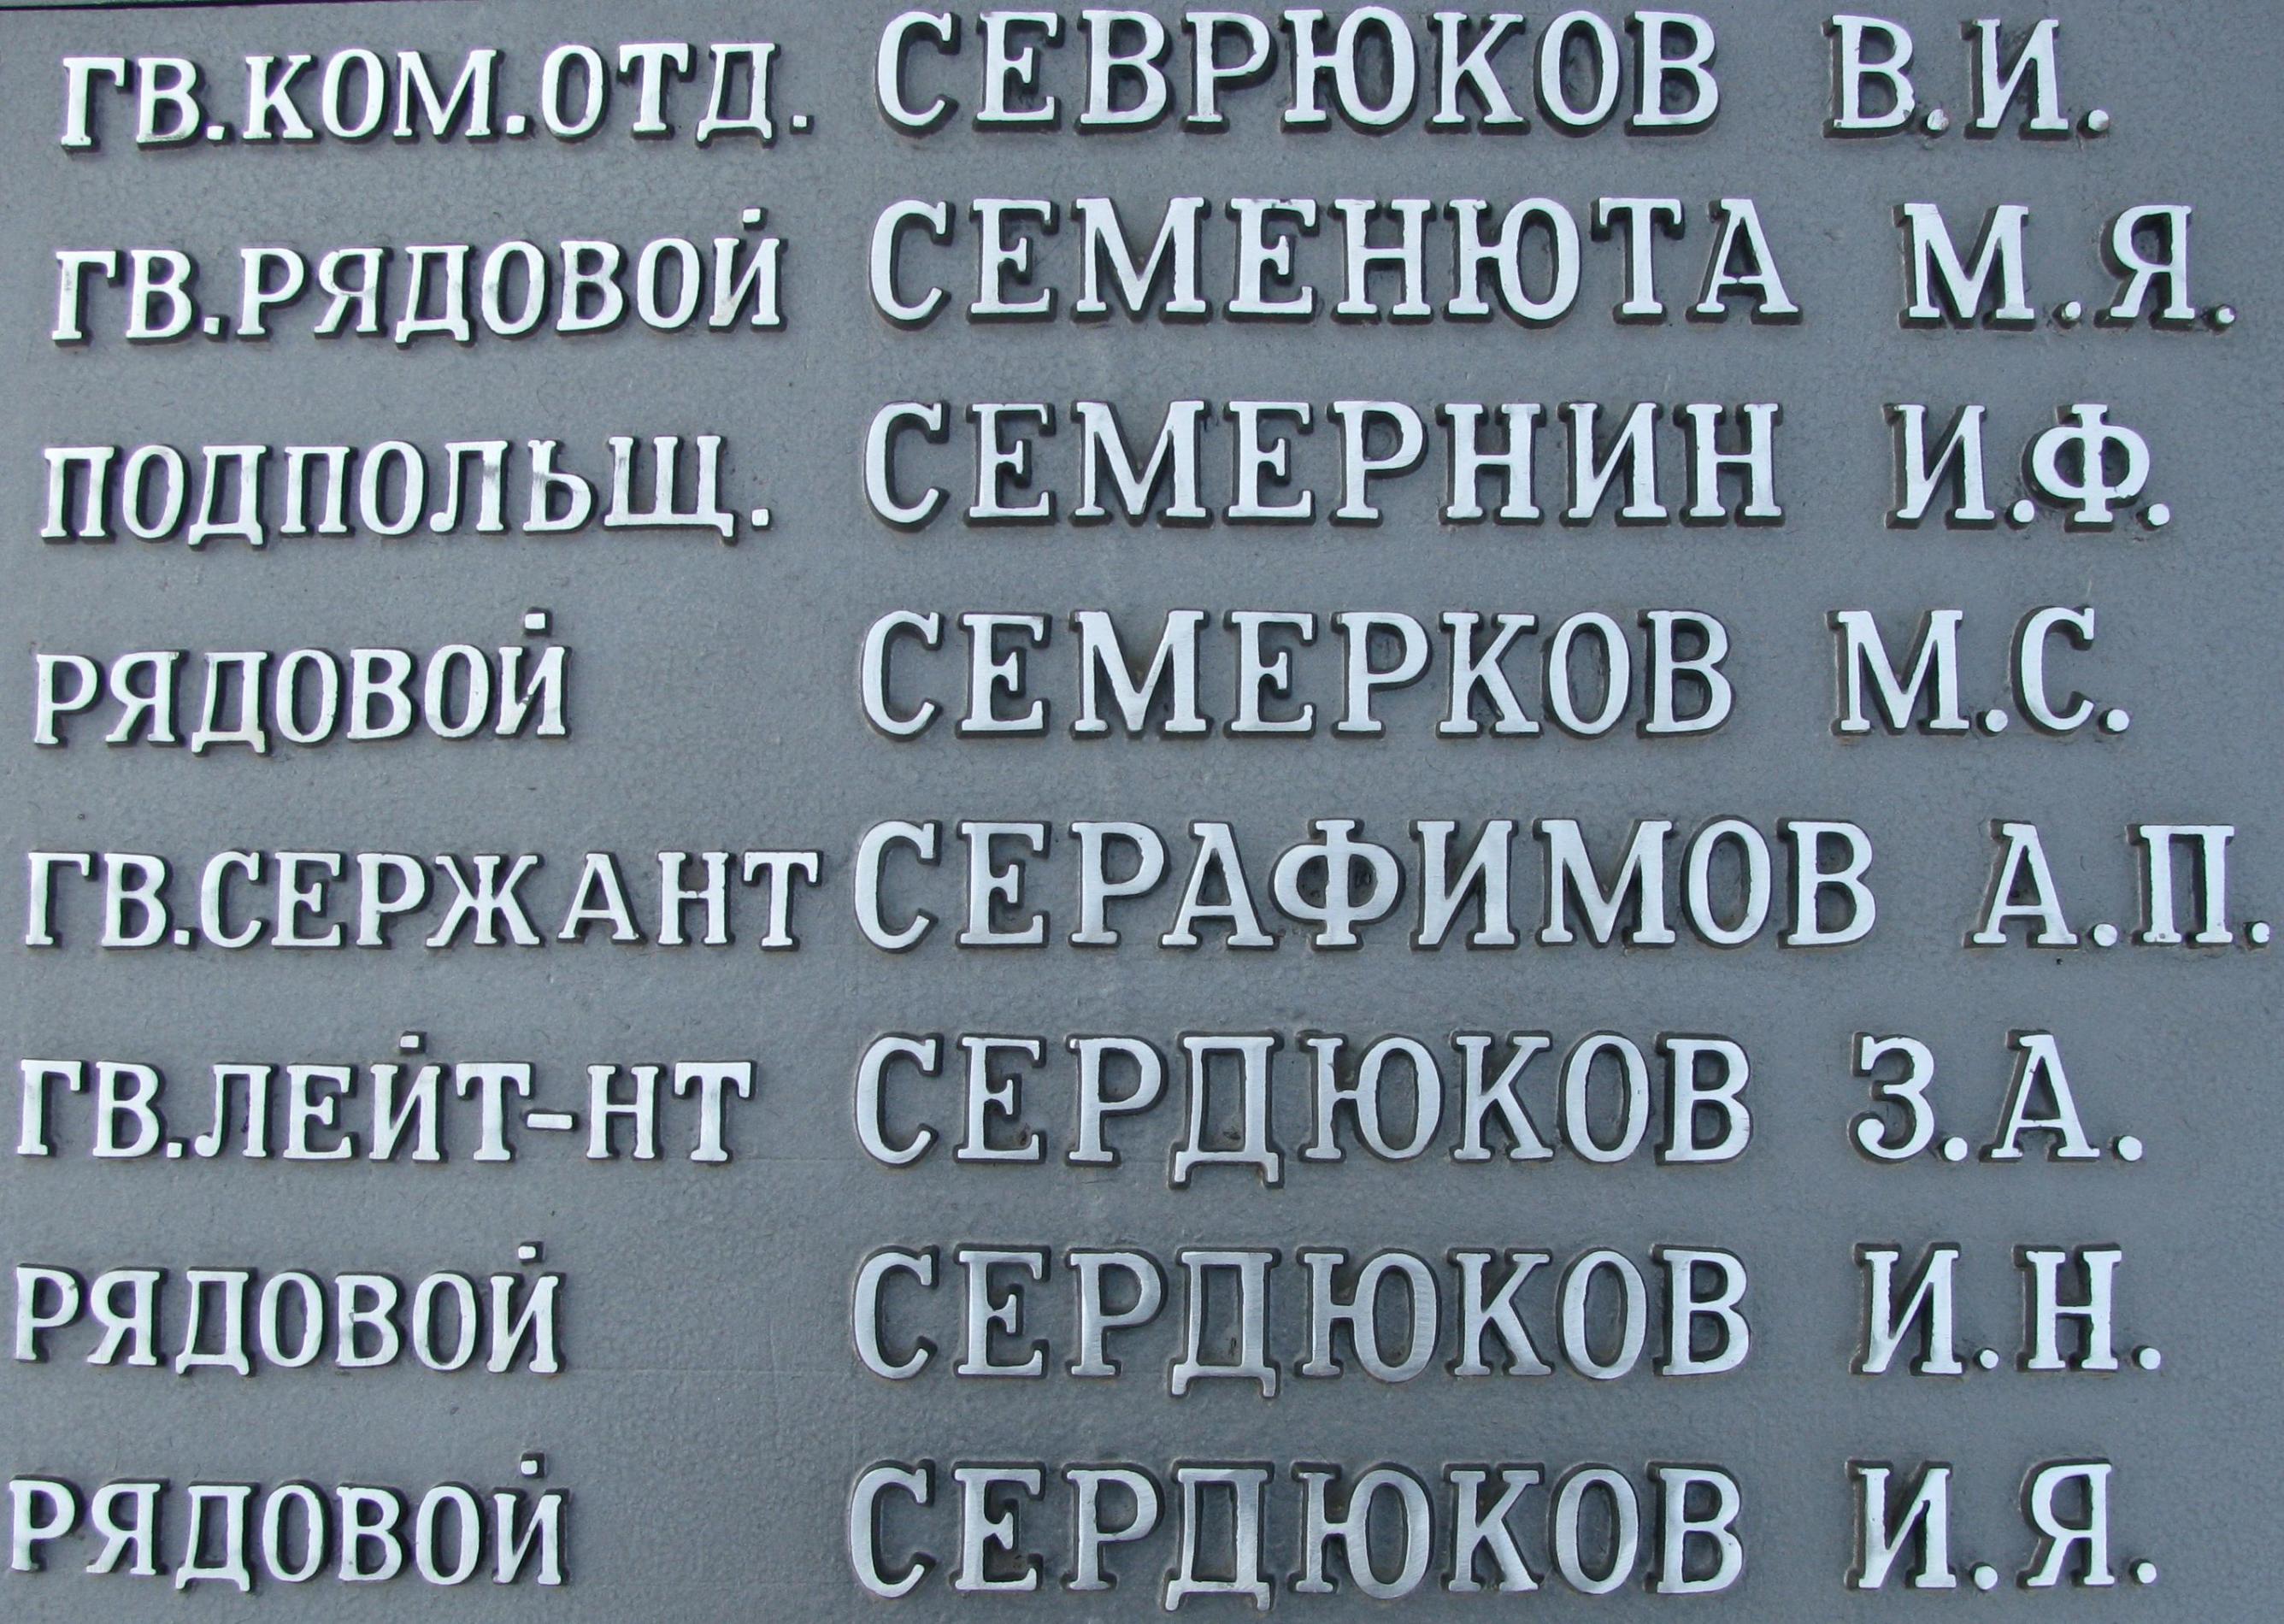 ГВ.КОМ.ОТД. СЕВРЮКОВ В.И.
ГВ.РЯДОВОЙ СЕМЕНЮТА М.Я.
ПОДПОЛЬЩ. СЕМЕРНИН И.Ф.
РЯДОВОЙ СЕМЕРКОВ М.С.
ГВ.СЕРЖАНТ СЕРАФИМОВ А.П.
ГВ.ЛЕЙТ-НТ СЕРДЮКОВ З.А.
РЯДОВОЙ СЕРДЮКОВ И.Н.
РЯДОВОЙ СЕРДЮКОВ И.Я.